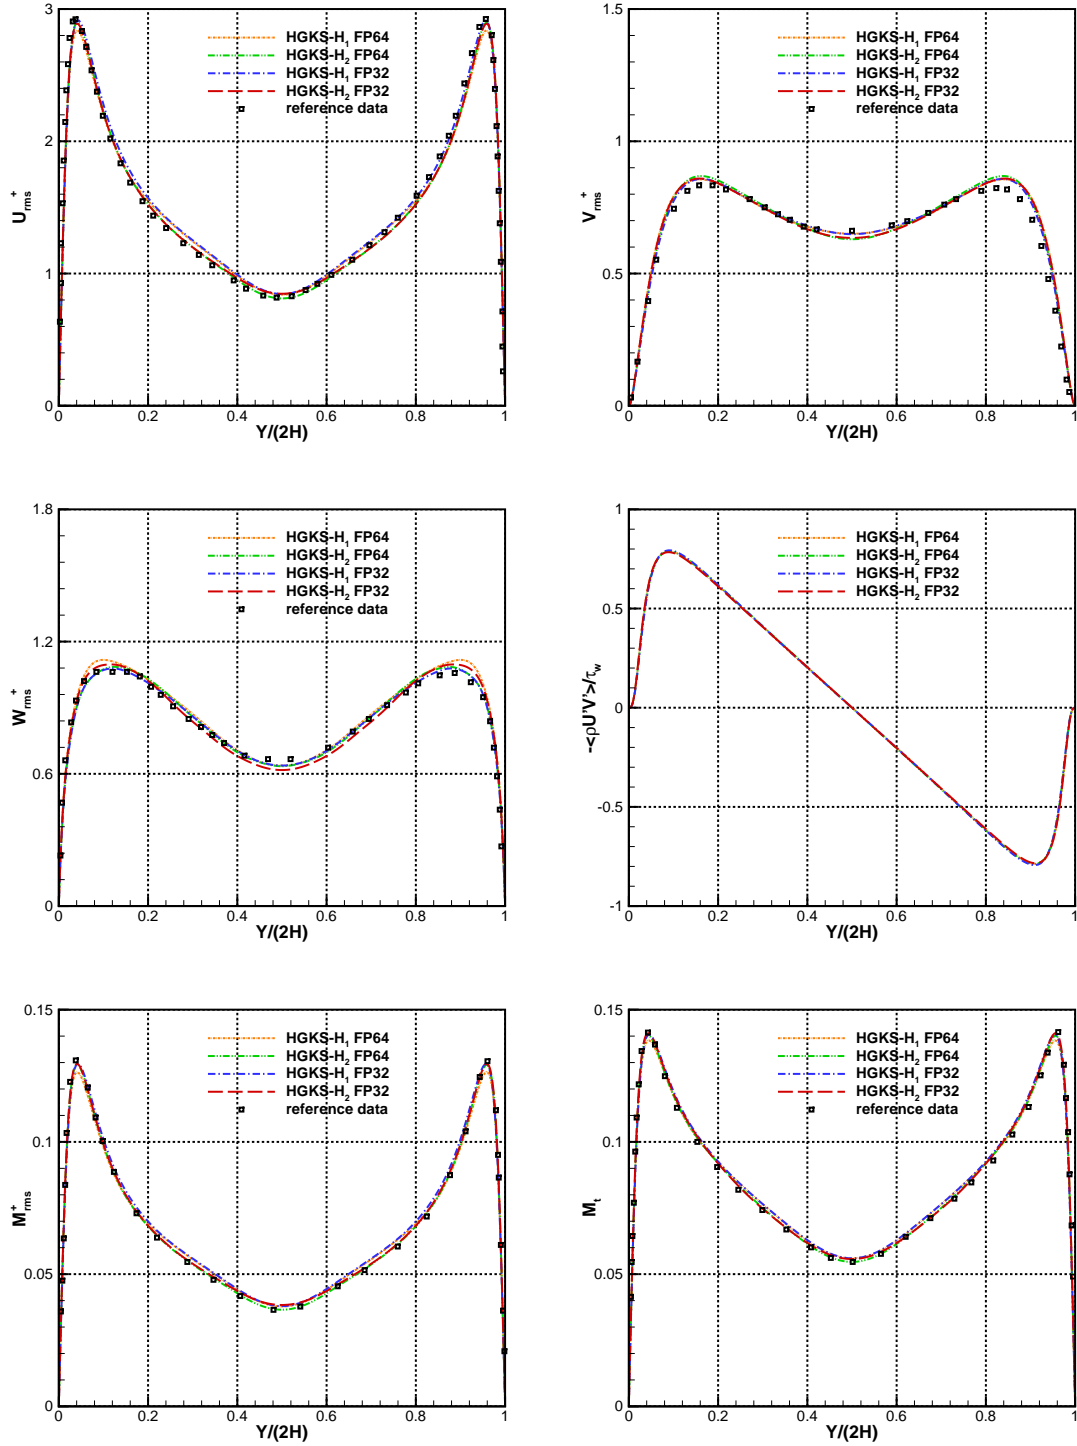 3
2
1
0
U+rms
0 0.2 0.4 0.6 0.8 1
Y/(2H)
HGKS-H1 FP64
HGKS-H2 FP64
HGKS-H1 FP32
HGKS-H2 FP32
reference data
1.5
1
0.5
0
V+rms
0 0.2 0.4 0.6 0.8 1
Y/(2H)
HGKS-H1 FP64
HGKS-H2 FP64
HGKS-H1 FP32
HGKS-H2 FP32
reference data
1.8
1.2
0.6
0
W+rms
0 0.2 0.4 0.6 0.8 1
Y/(2H)
HGKS-H1 FP64
HGKS-H2 FP64
HGKS-H1 FP32
HGKS-H2 FP32
reference data
1
0.5
0
-0.5
-1
-<ρU'V'>/τw
0 0.2 0.4 0.6 0.8 1
Y/(2H)
HGKS-H1 FP64
HGKS-H2 FP64
HGKS-H1 FP32
HGKS-H2 FP32
0.15
0.1
0.05
0
M+rms
0 0.2 0.4 0.6 0.8 1
Y/(2H)
HGKS-H1 FP64
HGKS-H2 FP64
HGKS-H1 FP32
HGKS-H2 FP32
reference data
0.15
0.1
0.05
0
Mt
0 0.2 0.4 0.6 0.8 1
Y/(2H)
HGKS-H1 FP64
HGKS-H2 FP64
HGKS-H1 FP32
HGKS-H2 FP32
reference data